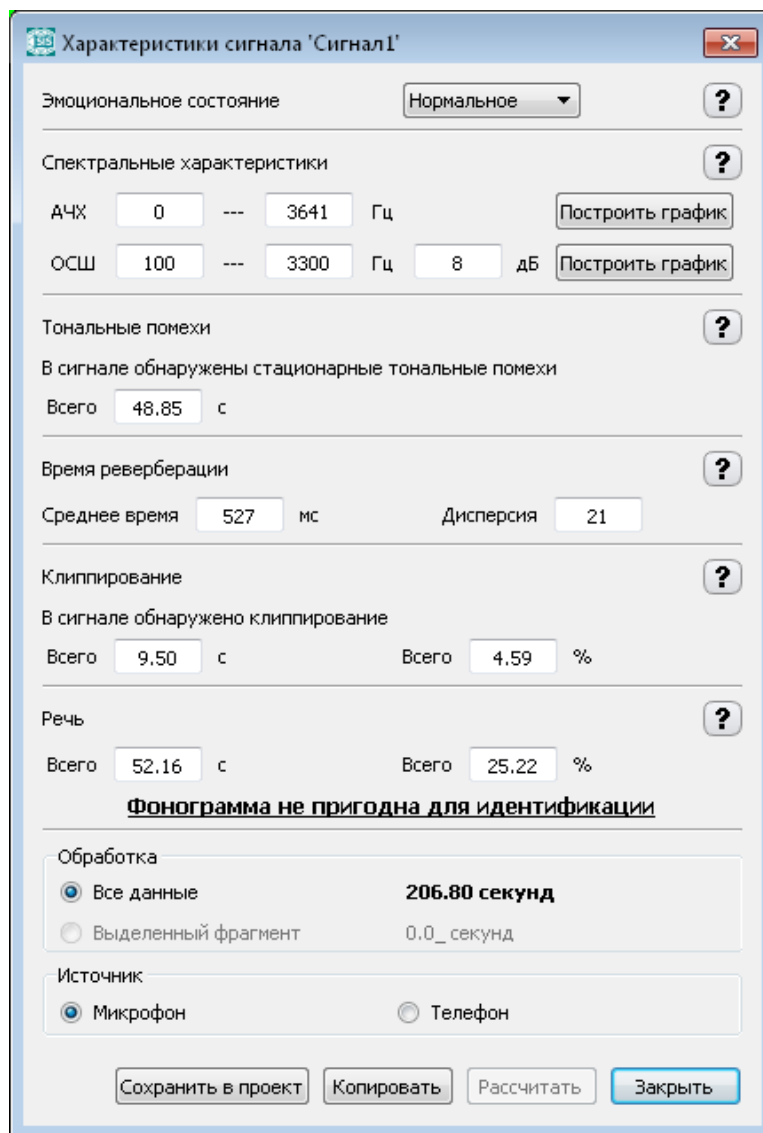 Характеристики сигнала 'Сигнал1'
Эмоциональное состояние Нормальное ?
Спектральные характеристики ?
АЧХ 0 --- 3641 Гц Построить график
ОСШ 100 --- 3300 Гц 8 дБ Построить график
Тональные помехи ?
В сигнале обнаружены стационарные тональные помехи
Всего 48.85 с
Время реверберации ?
Среднее время 527 мс Дисперсия 21
Клиппирование ?
В сигнале обнаружено клиппирование
Всего 9.50 с Всего 4.59 %
Речь ?
Всего 52.16 с Всего 25.22 %
Фонограмма не пригодна для идентификации
Обработка
Все данные 206.80 секунд
Выделенный фрагмент 0.0_ секунд
Источник
Микрофон Телефон
Сохранить в проект Копировать Рассчитать Закрыть